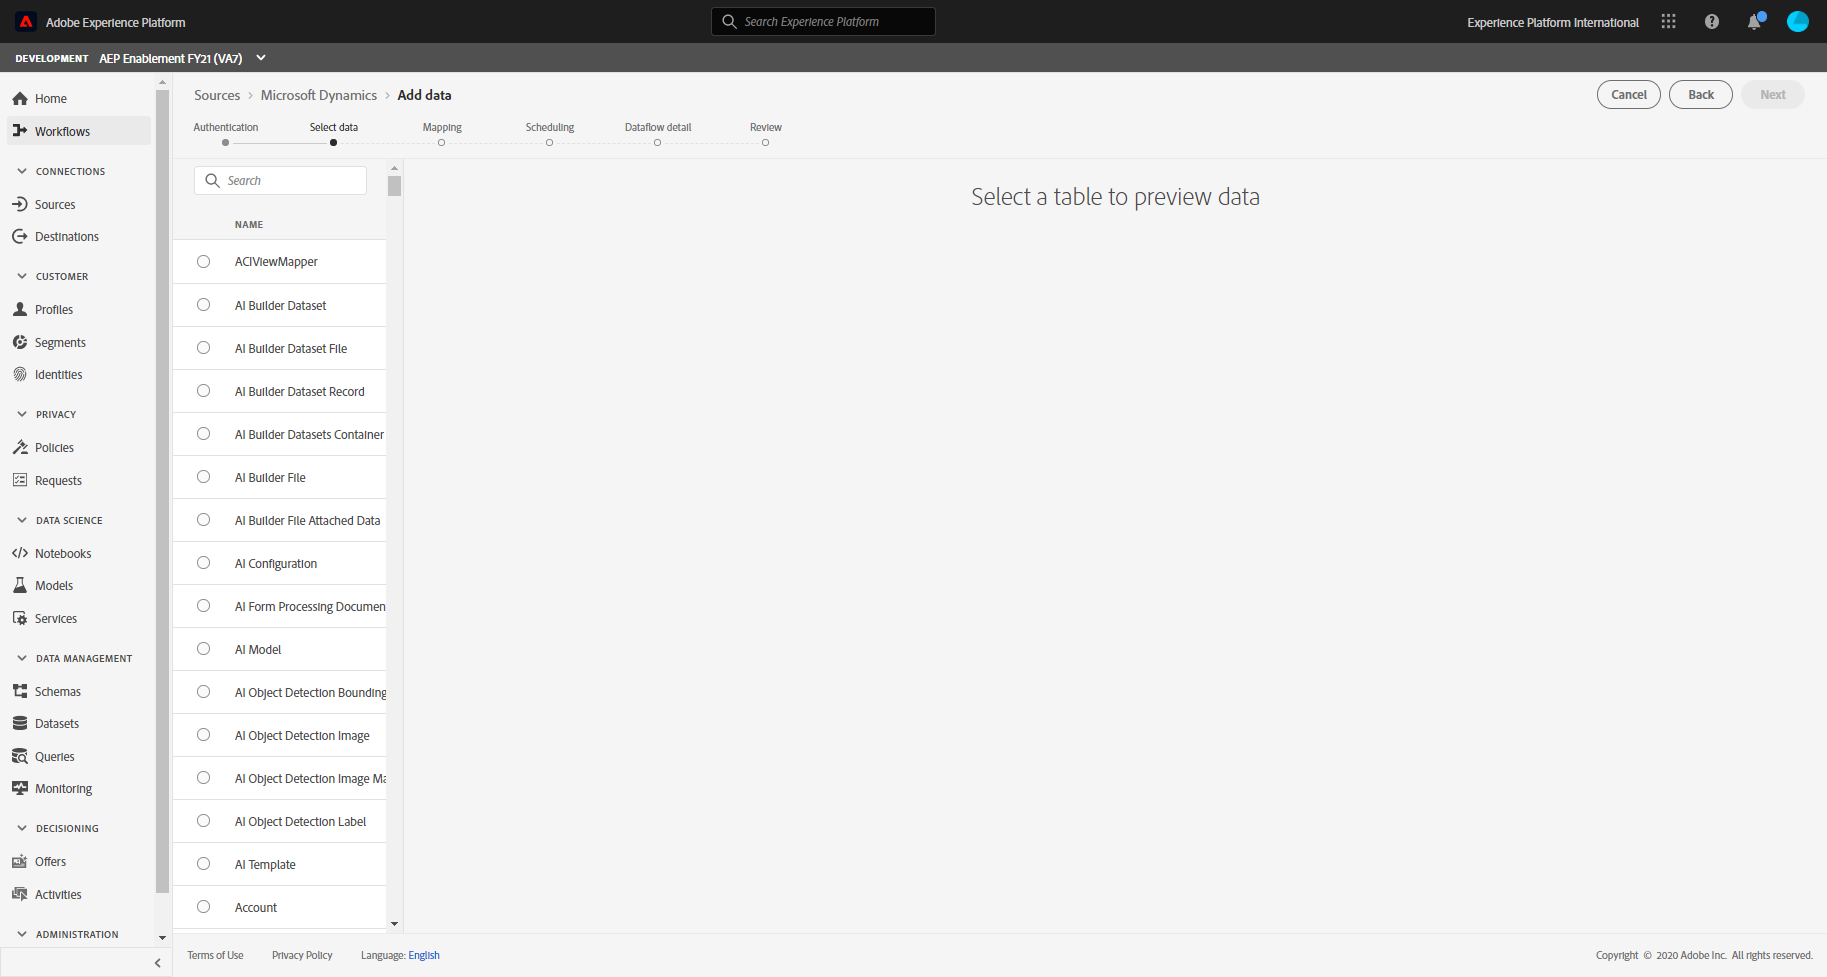 Adobe Experience Platform
Search Experience Platform
Experience Platform International
DEVELOPMENT AEP Enablement FY21 (VA7)
Home
Workflows
CONNECTIONS
Sources
Destinations
CUSTOMER
Profiles
Segments
Identities
PRIVACY
Policies
Requests
DATA SCIENCE
Notebooks
Models
Services
DATA MANAGEMENT
Schemas
Datasets
Queries
Monitoring
DECISIONING
Offers
Activities
ADMINISTRATION
Sources > Microsoft Dynamics > Add data
Cancel
Back
Next
Authentication
Select data
Mapping
Scheduling
Dataflow detail
Review
Search
NAME
ACIViewMapper
AI Builder Dataset
AI Builder Dataset File
AI Builder Dataset Record
AI Builder Datasets Container
AI Builder File
AI Builder File Attached Data
AI Configuration
AI Form Processing Documen
AI Model
AI Object Detection Bounding
AI Object Detection Image
AI Object Detection Image Ma
AI Object Detection Label
AI Template
Account
Select a table to preview data
Terms of Use
Privacy Policy
Language: English
Copyright © 2020 Adobe Inc. All rights reserved.